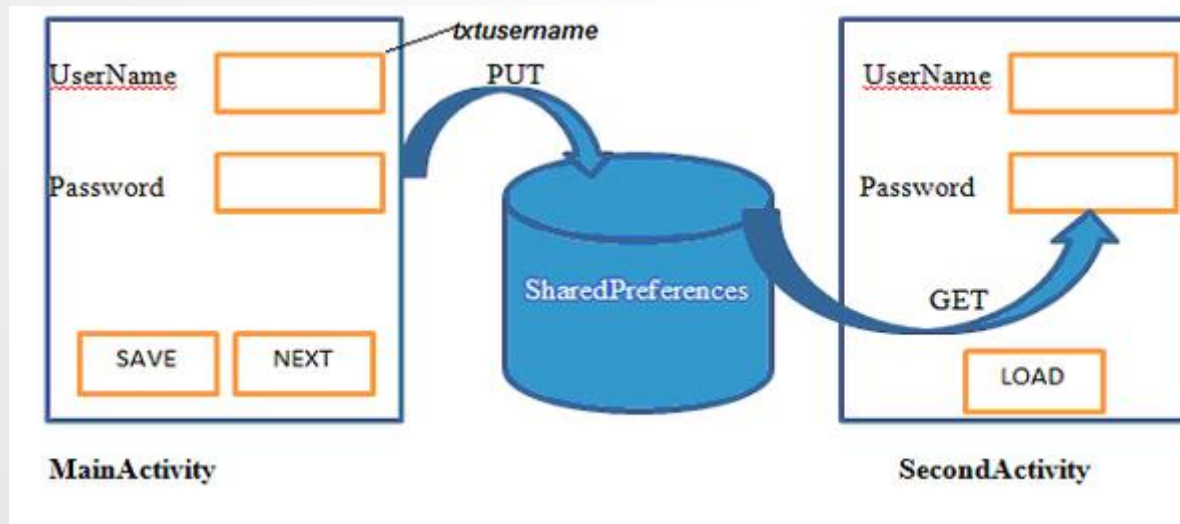 txtusername
UserName
PUT
UserName
Password
Password
SharedPreferences
GET
SAVE
NEXT
LOAD
MainActivity
SecondActivity